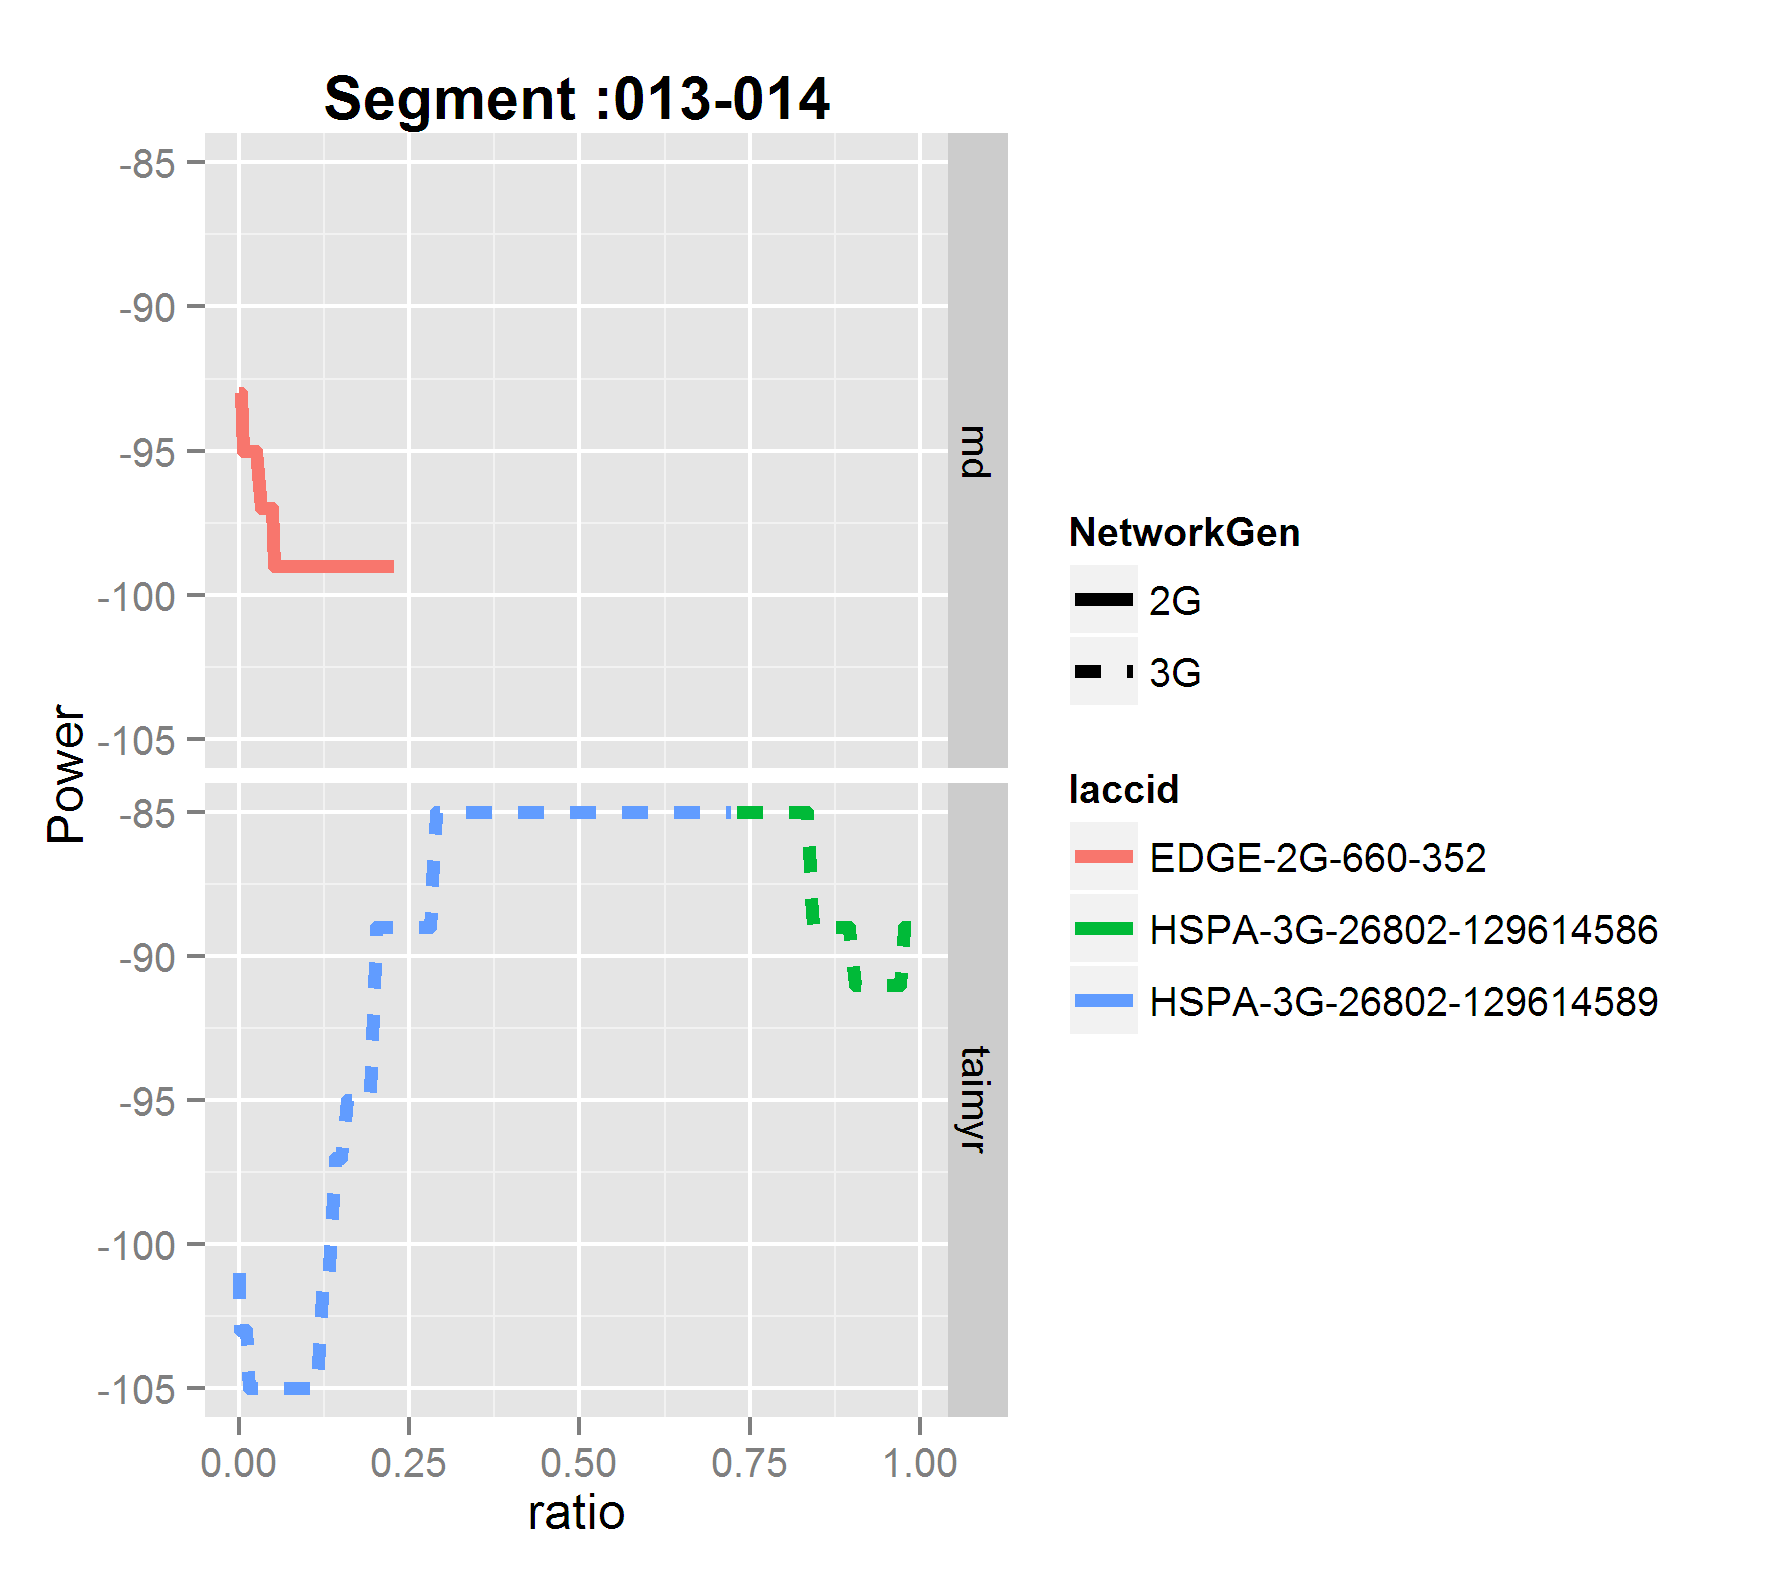 Segment :013-014
-85
-90
-95
-100
-105
md
-85
-90
-95
-100
-105
taimyr
Power
0.00 0.25 0.50 0.75 1.00
ratio
NetworkGen
2G
3G
laccid
EDGE-2G-660-352
HSPA-3G-26802-129614586
HSPA-3G-26802-129614589